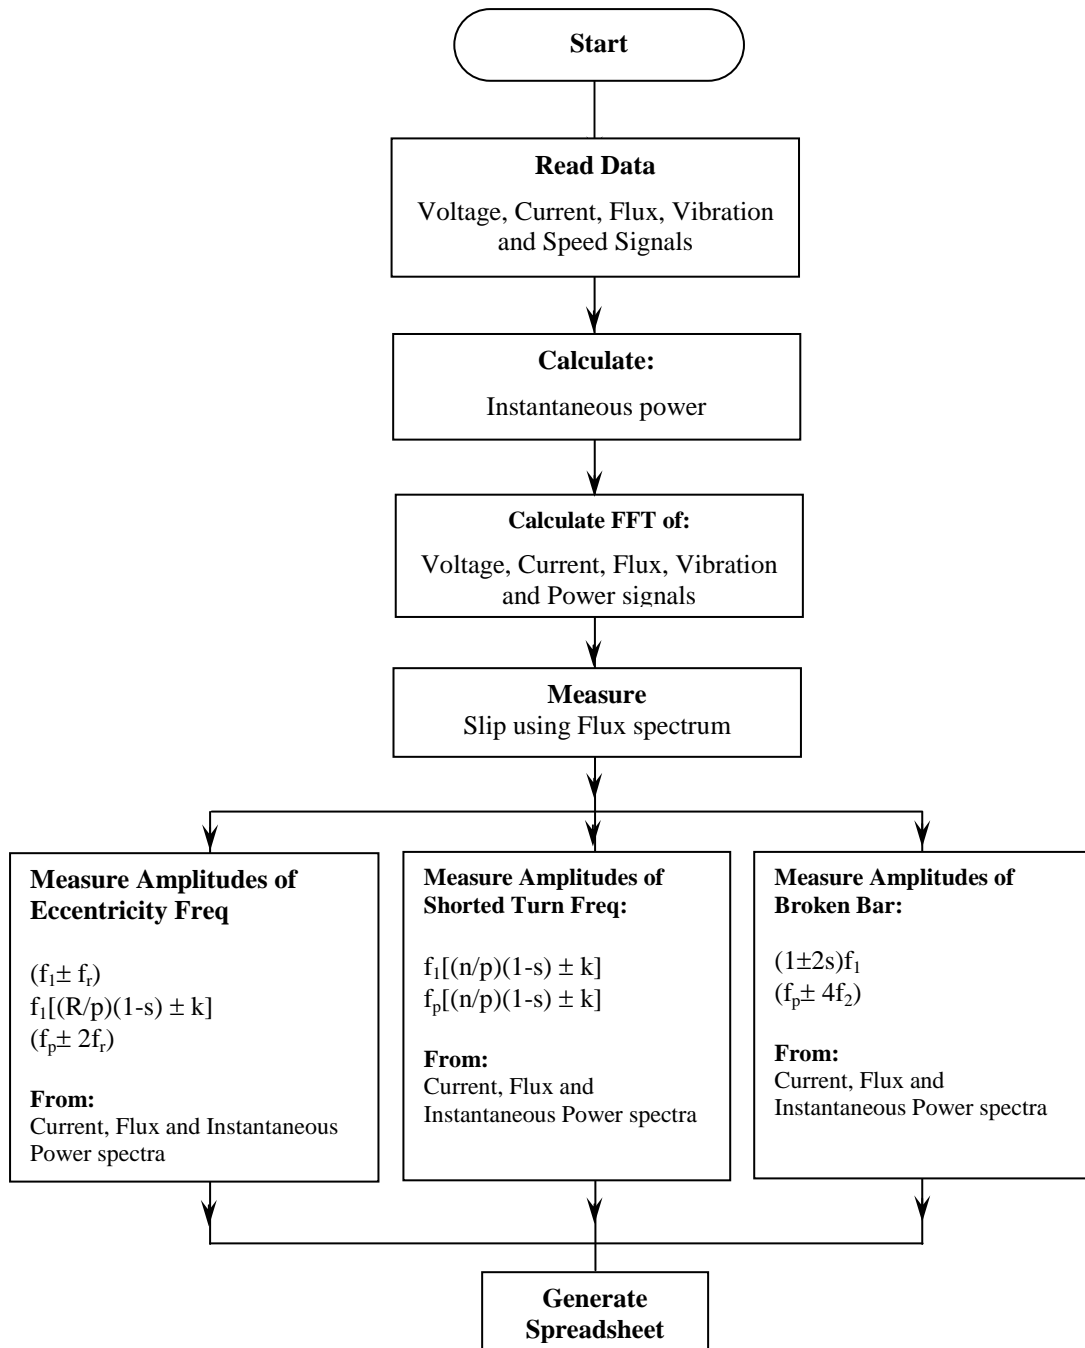 Start
Read Data
Voltage, Current, Flux, Vibration
and Speed Signals
Calculate:
Instantaneous power
Calculate FFT of:
Voltage, Current, Flux, Vibration
and Power signals
Measure
Slip using Flux spectrum
Measure Amplitudes of
Eccentricity Freq
(f₁± fᵣ)
f₁[(R/p)(1-s) ± k]
(fₚ± 2fᵣ)
From:
Current, Flux and Instantaneous
Power spectra
Measure Amplitudes of
Shorted Turn Freq:
f₁[(n/p)(1-s) ± k]
fₚ[(n/p)(1-s) ± k]
From:
Current, Flux and
Instantaneous Power spectra
Measure Amplitudes of
Broken Bar:
(1±2s)f₁
(fₚ± 4f₂)
From:
Current, Flux and
Instantaneous Power spectra
Generate
Spreadsheet